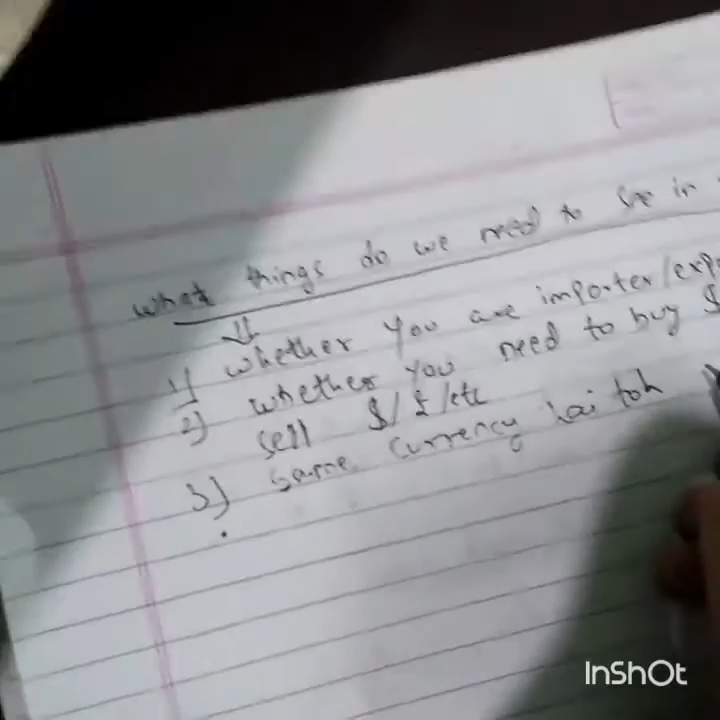 what things do we need to see in
1) whether you are importer/exp
2) whether you need to buy $
sell $/£/etc
3) same currency hai toh
InShOt